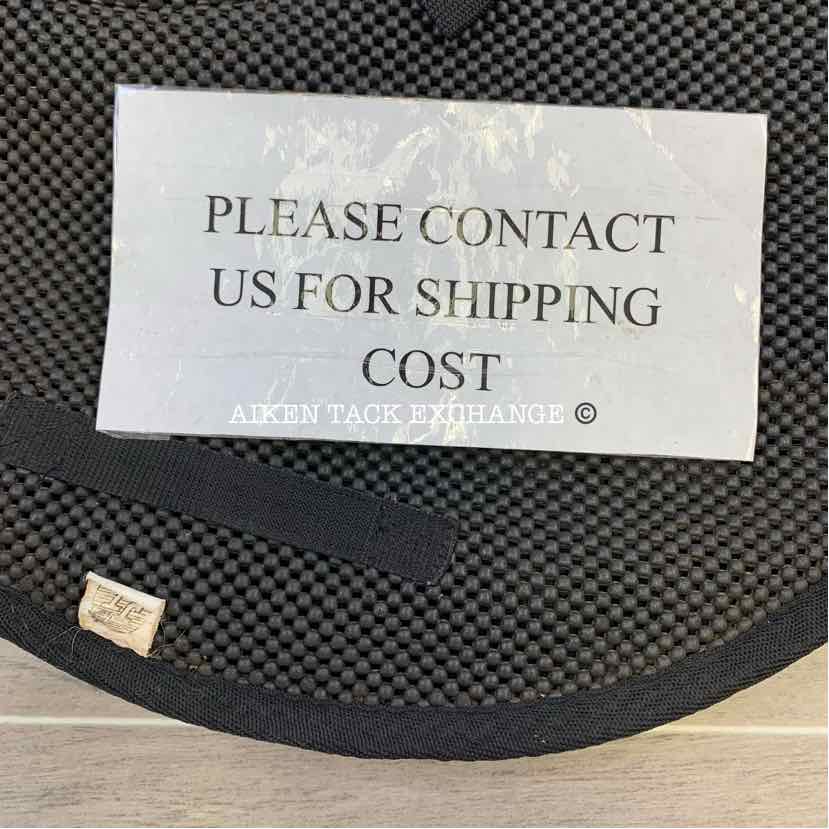 PLEASE CONTACT
US FOR SHIPPING
COST
AIKEN TACK EXCHANGE ©